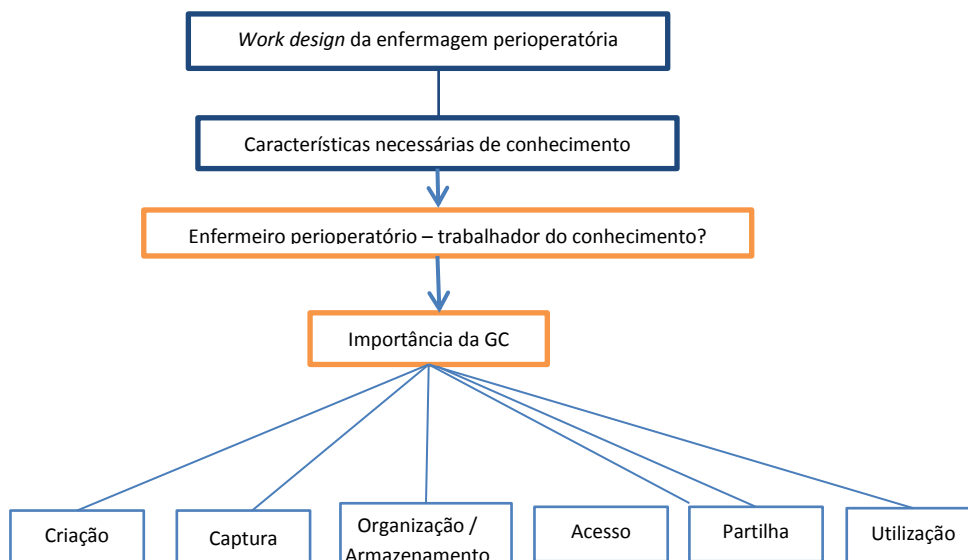 Work design da enfermagem perioperatória
Características necessárias de conhecimento
Enfermeiro perioperatório – trabalhador do conhecimento?
Importância da GC
Criação
Captura
Organização /
Armazenamento
Acesso
Partilha
Utilização